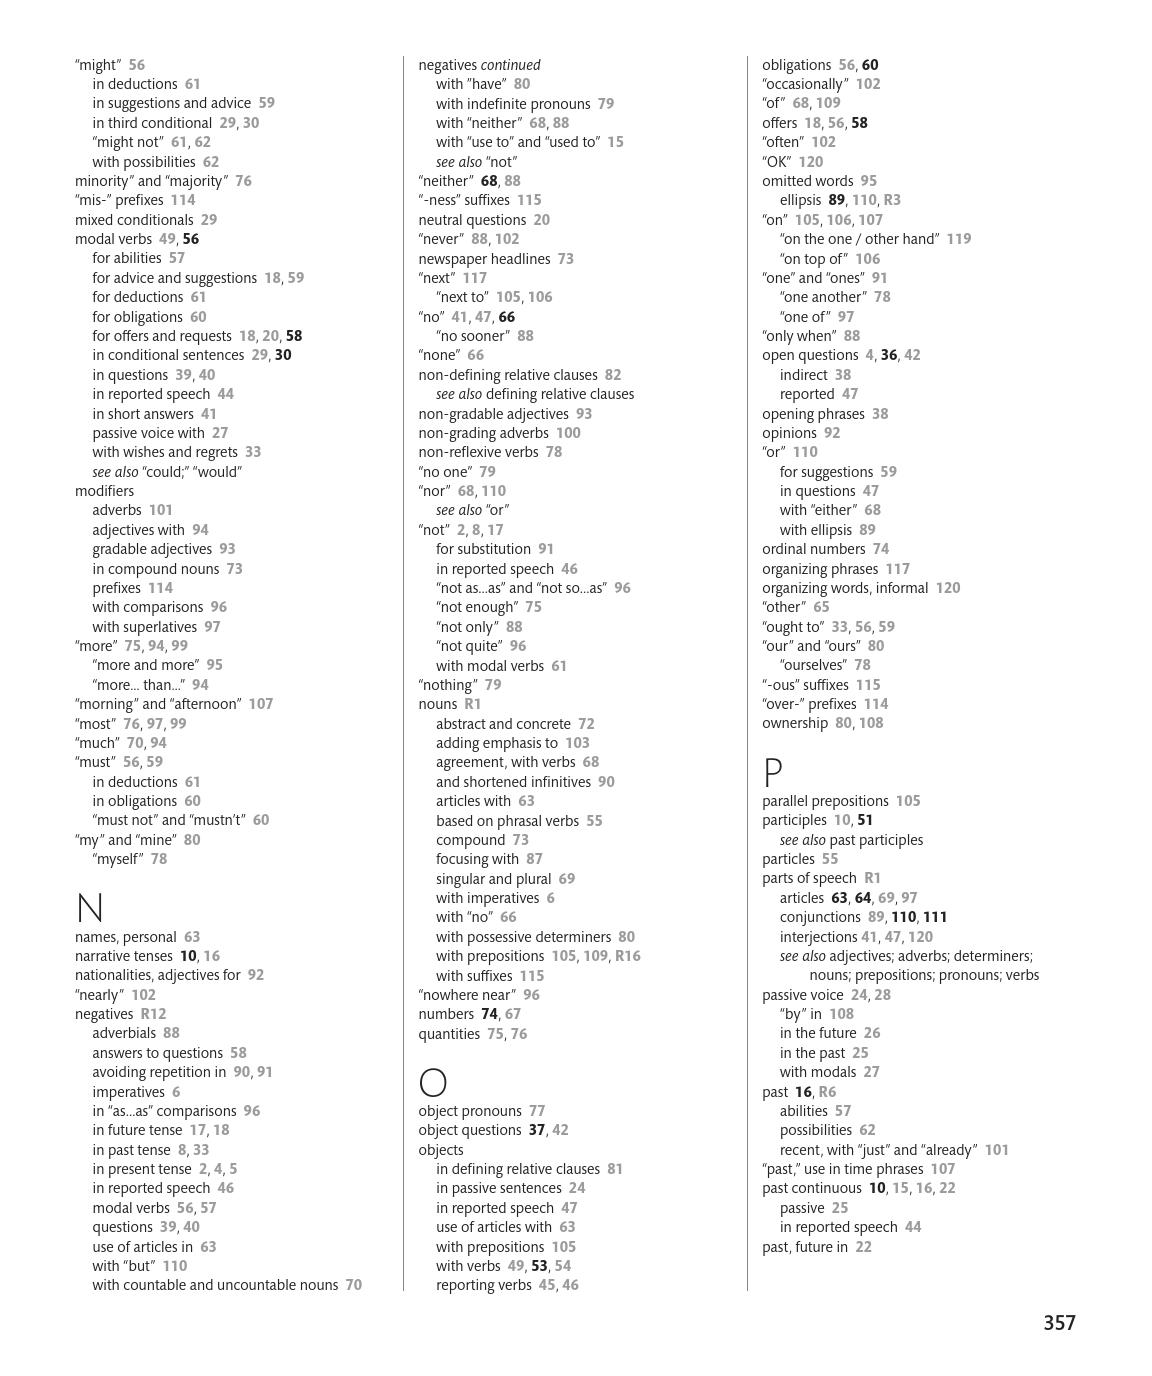 “might” 56
in deductions 61
in suggestions and advice 59
in third conditional 29, 30
“might not” 61, 62
with possibilities 62
minority” and “majority” 76
“mis-” prefixes 114
mixed conditionals 29
modal verbs 49, 56
for abilities 57
for advice and suggestions 18, 59
for deductions 61
for obligations 60
for offers and requests 18, 20, 58
in conditional sentences 29, 30
in questions 39, 40
in reported speech 44
in short answers 41
passive voice with 27
with wishes and regrets 33
see also “could;” “would”
modifiers
adverbs 101
adjectives with 94
gradable adjectives 93
in compound nouns 73
prefixes 114
with comparisons 96
with superlatives 97
“more” 75, 94, 99
“more and more” 95
“more... than...” 94
“morning” and “afternoon” 107
“most” 76, 97, 99
“much” 70, 94
“must” 56, 59
in deductions 61
in obligations 60
“must not” and “mustn’t” 60
“my” and “mine” 80
“myself” 78
N
names, personal 63
narrative tenses 10, 16
nationalities, adjectives for 92
“nearly” 102
negatives R12
adverbials 88
answers to questions 58
avoiding repetition in 90, 91
imperatives 6
in “as...as” comparisons 96
in future tense 17, 18
in past tense 8, 33
in present tense 2, 4, 5
in reported speech 46
modal verbs 56, 57
questions 39, 40
use of articles in 63
with “but” 110
with countable and uncountable nouns 70
negatives continued
with ”have” 80
with indefinite pronouns 79
with “neither” 68, 88
with “use to” and “used to” 15
see also “not”
“neither” 68, 88
“-ness” suffixes 115
neutral questions 20
“never” 88, 102
newspaper headlines 73
“next” 117
“next to” 105, 106
“no” 41, 47, 66
“no sooner” 88
“none” 66
non-defining relative clauses 82
see also defining relative clauses
non-gradable adjectives 93
non-grading adverbs 100
non-reflexive verbs 78
“no one” 79
“nor” 68, 110
see also “or”
“not” 2, 8, 17
for substitution 91
in reported speech 46
“not as...as” and “not so...as” 96
“not enough” 75
“not only” 88
“not quite” 96
with modal verbs 61
“nothing” 79
nouns R1
abstract and concrete 72
adding emphasis to 103
agreement, with verbs 68
and shortened infinitives 90
articles with 63
based on phrasal verbs 55
compound 73
focusing with 87
singular and plural 69
with imperatives 6
with “no” 66
with possessive determiners 80
with prepositions 105, 109, R16
with suffixes 115
“nowhere near” 96
numbers 74, 67
quantities 75, 76
O
object pronouns 77
object questions 37, 42
objects
in defining relative clauses 81
in passive sentences 24
in reported speech 47
use of articles with 63
with prepositions 105
with verbs 49, 53, 54
reporting verbs 45, 46
obligations 56, 60
“occasionally” 102
“of” 68, 109
offers 18, 56, 58
“often” 102
“OK” 120
omitted words 95
ellipsis 89, 110, R3
“on” 105, 106, 107
“on the one / other hand” 119
“on top of” 106
“one” and “ones” 91
“one another” 78
“one of” 97
“only when” 88
open questions 4, 36, 42
indirect 38
reported 47
opening phrases 38
opinions 92
“or” 110
for suggestions 59
in questions 47
with “either” 68
with ellipsis 89
ordinal numbers 74
organizing phrases 117
organizing words, informal 120
“other” 65
“ought to” 33, 56, 59
“our” and “ours” 80
“ourselves” 78
“-ous” suffixes 115
“over-” prefixes 114
ownership 80, 108
P
parallel prepositions 105
participles 10, 51
see also past participles
particles 55
parts of speech R1
articles 63, 64, 69, 97
conjunctions 89, 110, 111
interjections 41, 47, 120
see also adjectives; adverbs; determiners;
nouns; prepositions; pronouns; verbs
passive voice 24, 28
“by” in 108
in the future 26
in the past 25
with modals 27
past 16, R6
abilities 57
possibilities 62
recent, with “just” and “already” 101
“past,” use in time phrases 107
past continuous 10, 15, 16, 22
passive 25
in reported speech 44
past, future in 22
357